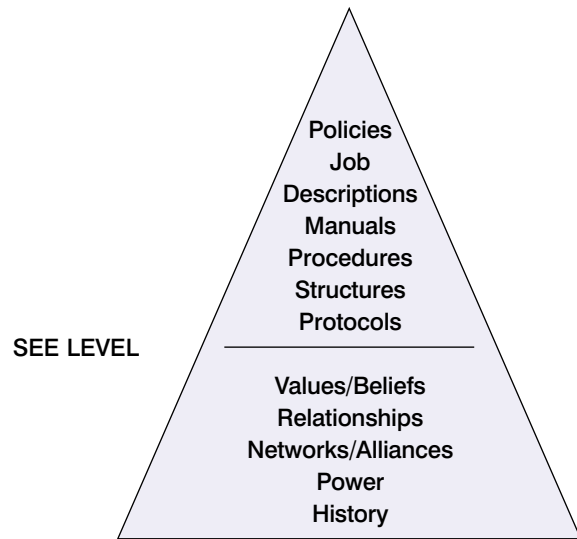 Policies
Job
Descriptions
Manuals
Procedures
Structures
Protocols
SEE LEVEL
Values/Beliefs
Relationships
Networks/Alliances
Power
History